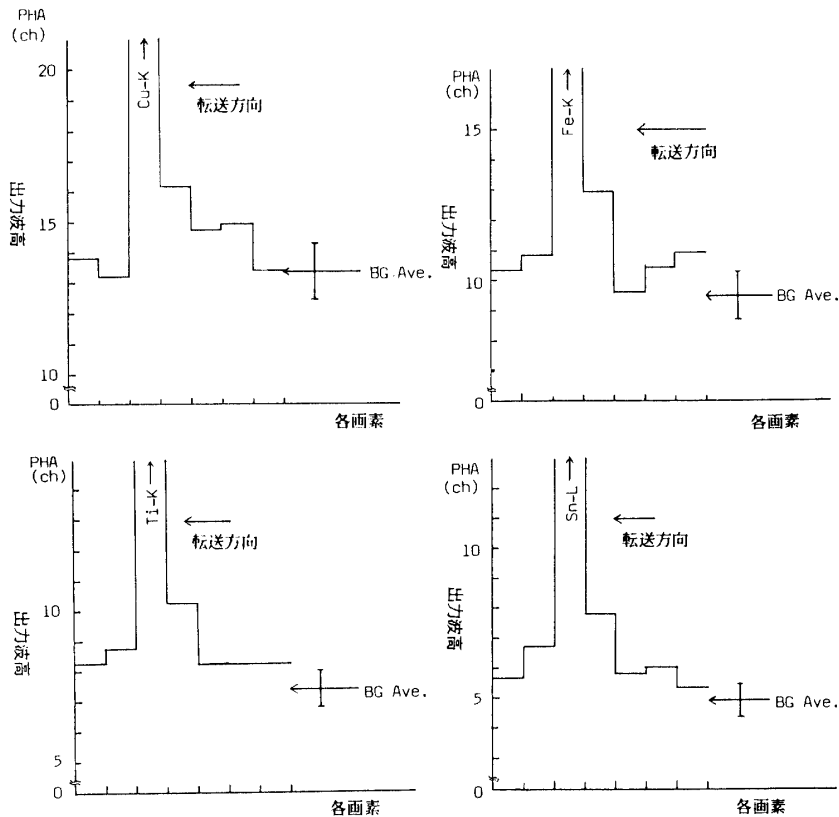 PHA
(ch)
20
15
10
0
出力波高
Cu-K →
転送方向
BG Ave.
各画素
PHA
(ch)
15
10
0
出力波高
Fe-K →
転送方向
BG Ave.
各画素
PHA
(ch)
10
5
0
出力波高
Ti-K →
転送方向
BG Ave.
各画素
PHA
(ch)
10
5
0
出力波高
Sn-L →
転送方向
BG Ave.
各画素